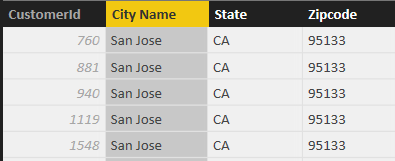 CustomerId City Name State Zipcode
760 San Jose CA 95133
881 San Jose CA 95133
940 San Jose CA 95133
1119 San Jose CA 95133
1548 San Jose CA 95133